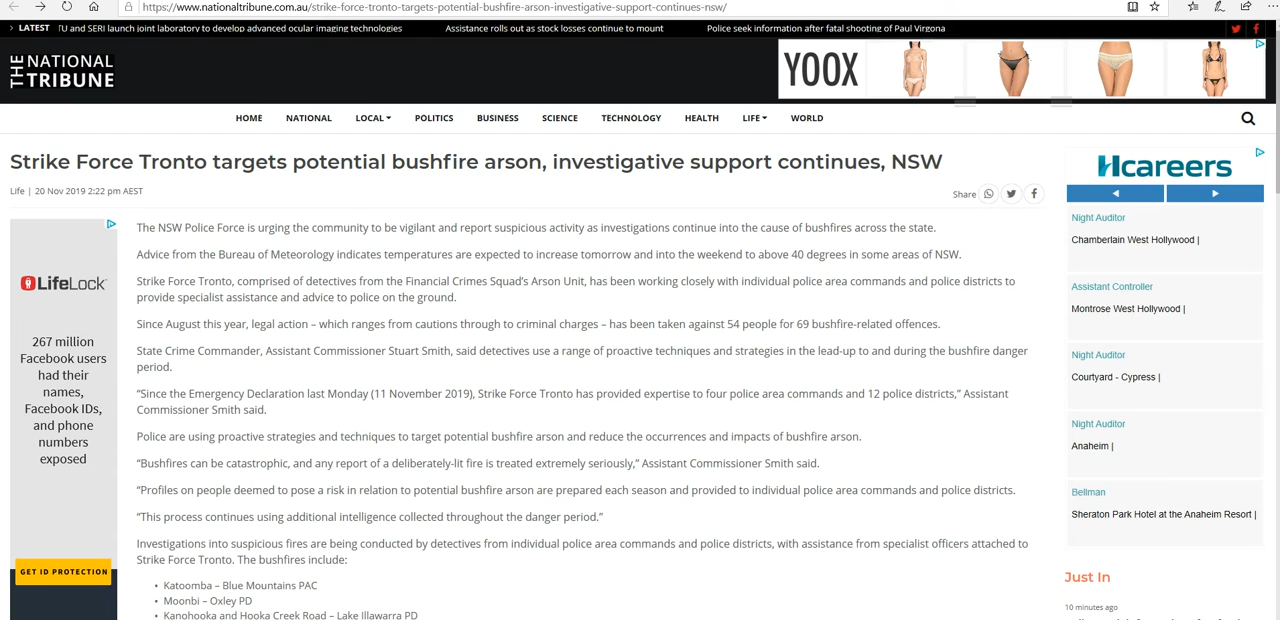 https://www.nationaltribune.com.au/strike-force-tronto-targets-potential-bushfire-arson-investigative-support-continues-nsw/
> LATEST TU and SERI launch joint laboratory to develop advanced ocular imaging technologies Assistance rolls out as stock losses continue to mount Police seek information after fatal shooting of Paul Virgona
THE NATIONAL TRIBUNE
YOOX
HOME NATIONAL LOCAL POLITICS BUSINESS SCIENCE TECHNOLOGY HEALTH LIFE WORLD
Strike Force Tronto targets potential bushfire arson, investigative support continues, NSW
Life | 20 Nov 2019 2:22 pm AEST
Share
The NSW Police Force is urging the community to be vigilant and report suspicious activity as investigations continue into the cause of bushfires across the state.
Advice from the Bureau of Meteorology indicates temperatures are expected to increase tomorrow and into the weekend to above 40 degrees in some areas of NSW.
Strike Force Tronto, comprised of detectives from the Financial Crimes Squad's Arson Unit, has been working closely with individual police area commands and police districts to
provide specialist assistance and advice to police on the ground.
Since August this year, legal action – which ranges from cautions through to criminal charges – has been taken against 54 people for 69 bushfire-related offences.
State Crime Commander, Assistant Commissioner Stuart Smith, said detectives use a range of proactive techniques and strategies in the lead-up to and during the bushfire danger
period.
“Since the Emergency Declaration last Monday (11 November 2019), Strike Force Tronto has provided expertise to four police area commands and 12 police districts,” Assistant
Commissioner Smith said.
Police are using proactive strategies and techniques to target potential bushfire arson and reduce the occurrences and impacts of bushfire arson.
“Bushfires can be catastrophic, and any report of a deliberately-lit fire is treated extremely seriously,” Assistant Commissioner Smith said.
“Profiles on people deemed to pose a risk in relation to potential bushfire arson are prepared each season and provided to individual police area commands and police districts.
“This process continues using additional intelligence collected throughout the danger period.”
Investigations into suspicious fires are being conducted by detectives from individual police area commands and police districts, with assistance from specialist officers attached to
Strike Force Tronto. The bushfires include:
• Katoomba – Blue Mountains PAC
• Moonbi – Oxley PD
• Kanohooka and Hooka Creek Road – Lake Illawarra PD
LifeLock
267 million
Facebook users
had their
names,
Facebook IDs,
and phone
numbers
exposed
GET ID PROTECTION
Hcareers
Night Auditor
Chamberlain West Hollywood |
Assistant Controller
Montrose West Hollywood |
Night Auditor
Courtyard - Cypress |
Night Auditor
Anaheim |
Bellman
Sheraton Park Hotel at the Anaheim Resort |
Just In
10 minutes ago